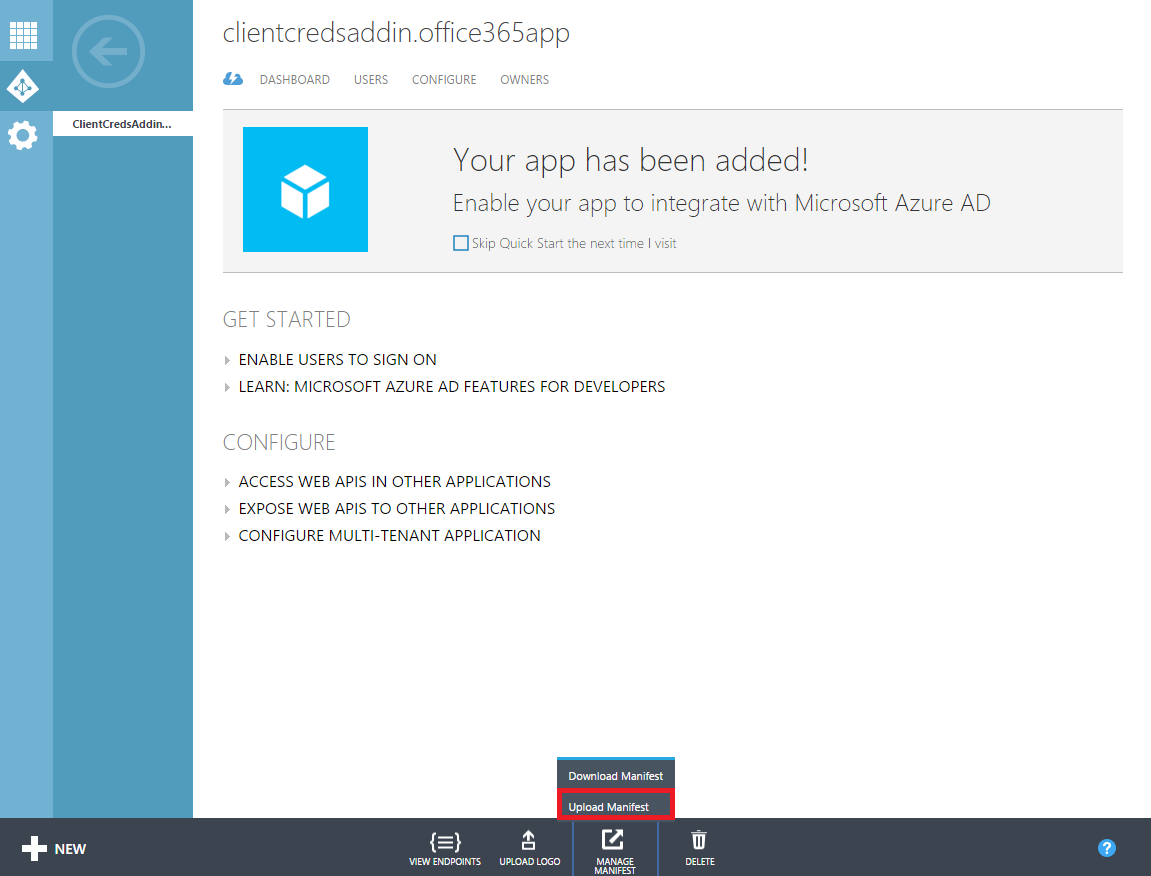 clientcredsaddin.office365app
DASHBOARD USERS CONFIGURE OWNERS
ClientCredsAddin...
Your app has been added!
Enable your app to integrate with Microsoft Azure AD
Skip Quick Start the next time I visit
GET STARTED
ENABLE USERS TO SIGN ON
LEARN: MICROSOFT AZURE AD FEATURES FOR DEVELOPERS
CONFIGURE
ACCESS WEB APIS IN OTHER APPLICATIONS
EXPOSE WEB APIS TO OTHER APPLICATIONS
CONFIGURE MULTI-TENANT APPLICATION
Download Manifest
Upload Manifest
NEW
VIEW ENDPOINTS
UPLOAD LOGO
MANAGE
MANIFEST
DELETE
?